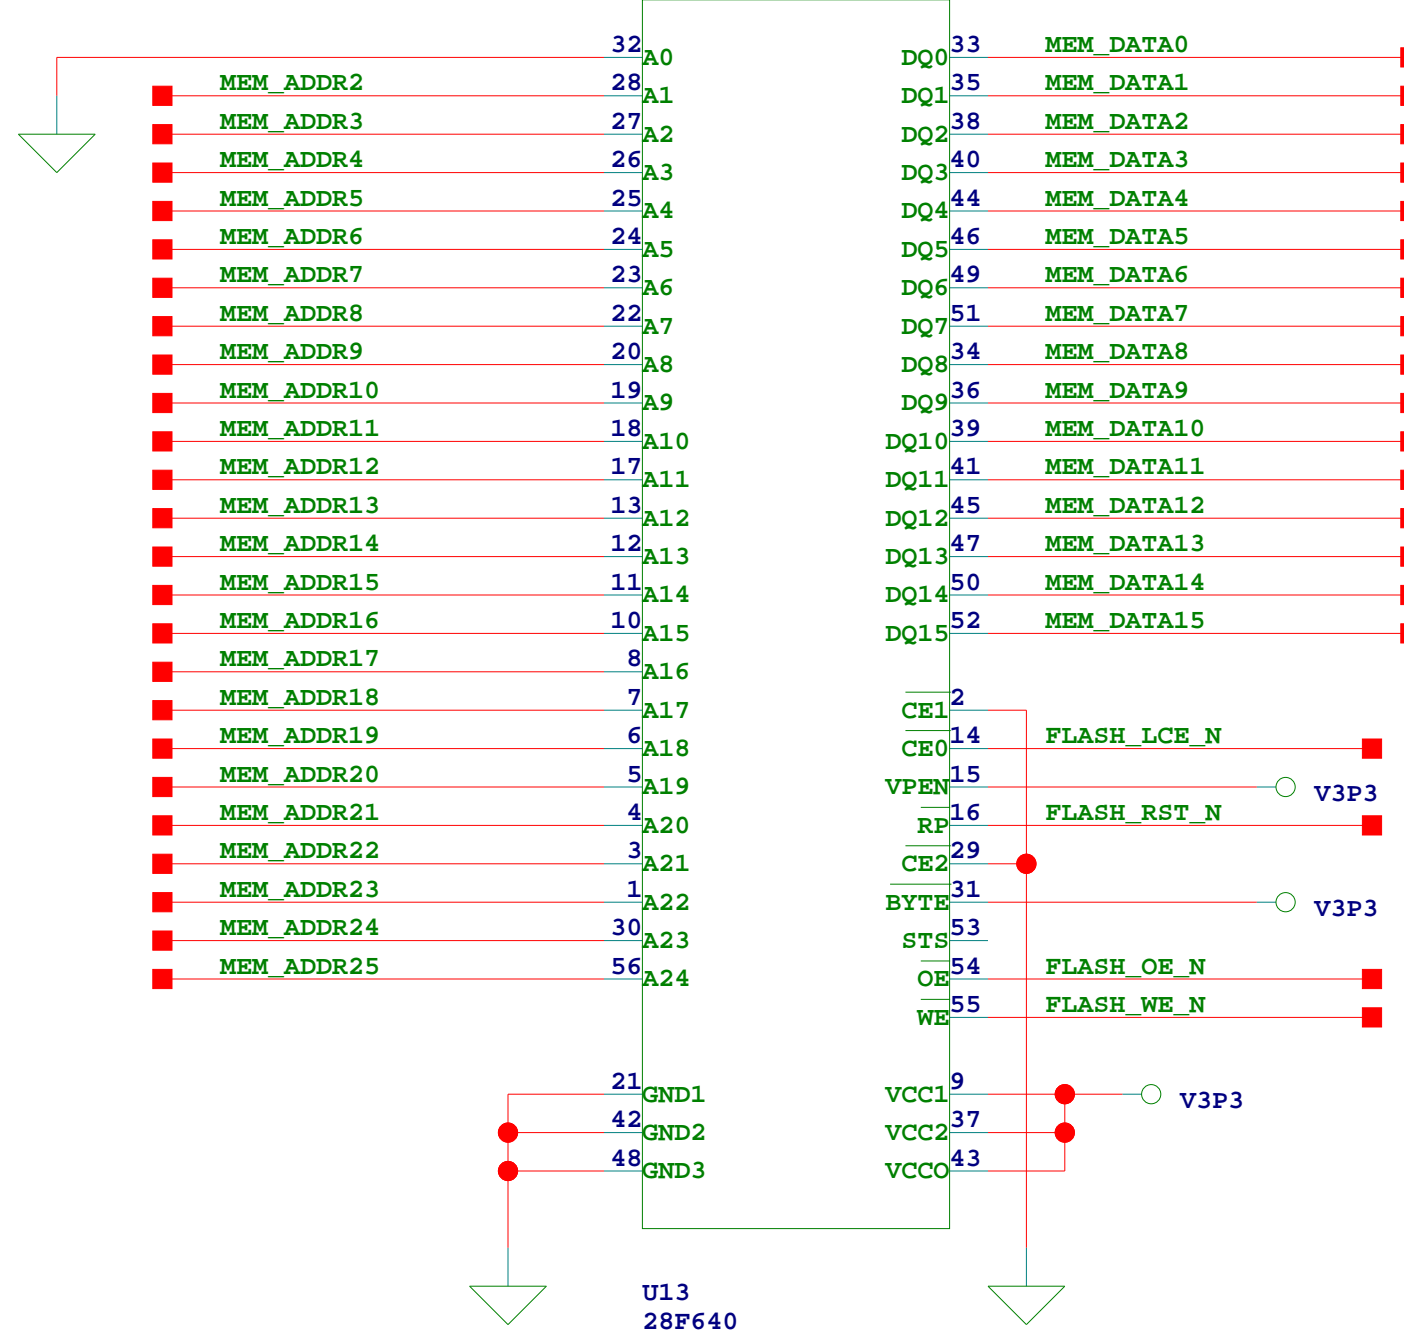 32 A0 DQ0 33 MEM_DATA0
MEM_ADDR2 28 A1 DQ1 35 MEM_DATA1
MEM_ADDR3 27 A2 DQ2 38 MEM_DATA2
MEM_ADDR4 26 A3 DQ3 40 MEM_DATA3
MEM_ADDR5 25 A4 DQ4 44 MEM_DATA4
MEM_ADDR6 24 A5 DQ5 46 MEM_DATA5
MEM_ADDR7 23 A6 DQ6 49 MEM_DATA6
MEM_ADDR8 22 A7 DQ7 51 MEM_DATA7
MEM_ADDR9 20 A8 DQ8 34 MEM_DATA8
MEM_ADDR10 19 A9 DQ9 36 MEM_DATA9
MEM_ADDR11 18 A10 DQ10 39 MEM_DATA10
MEM_ADDR12 17 A11 DQ11 41 MEM_DATA11
MEM_ADDR13 13 A12 DQ12 45 MEM_DATA12
MEM_ADDR14 12 A13 DQ13 47 MEM_DATA13
MEM_ADDR15 11 A14 DQ14 50 MEM_DATA14
MEM_ADDR16 10 A15 DQ15 52 MEM_DATA15
MEM_ADDR17 8 A16
MEM_ADDR18 7 A17 CE1 2
MEM_ADDR19 6 A18 CE0 14 FLASH_LCE_N
MEM_ADDR20 5 A19 VPEN 15 V3P3
MEM_ADDR21 4 A20 RP 16 FLASH_RST_N
MEM_ADDR22 3 A21 CE2 29
MEM_ADDR23 1 A22 BYTE 31 V3P3
MEM_ADDR24 30 A23 STS 53
MEM_ADDR25 56 A24 OE 54 FLASH_OE_N
WE 55 FLASH_WE_N
21 GND1 VCC1 9 V3P3
42 GND2 VCC2 37
48 GND3 VCCO 43
U13
28F640